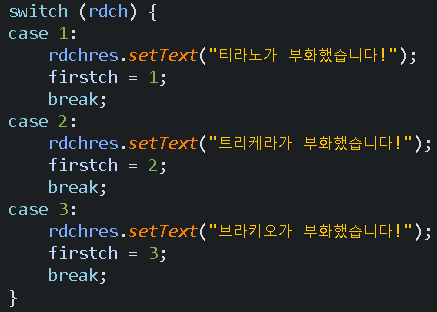 switch (rdch) {
case 1:
    rdchres.setText("티라노가 부화했습니다!");
    firstch = 1;
    break;
case 2:
    rdchres.setText("트리케라가 부화했습니다!");
    firstch = 2;
    break;
case 3:
    rdchres.setText("브라키오가 부화했습니다!");
    firstch = 3;
    break;
}